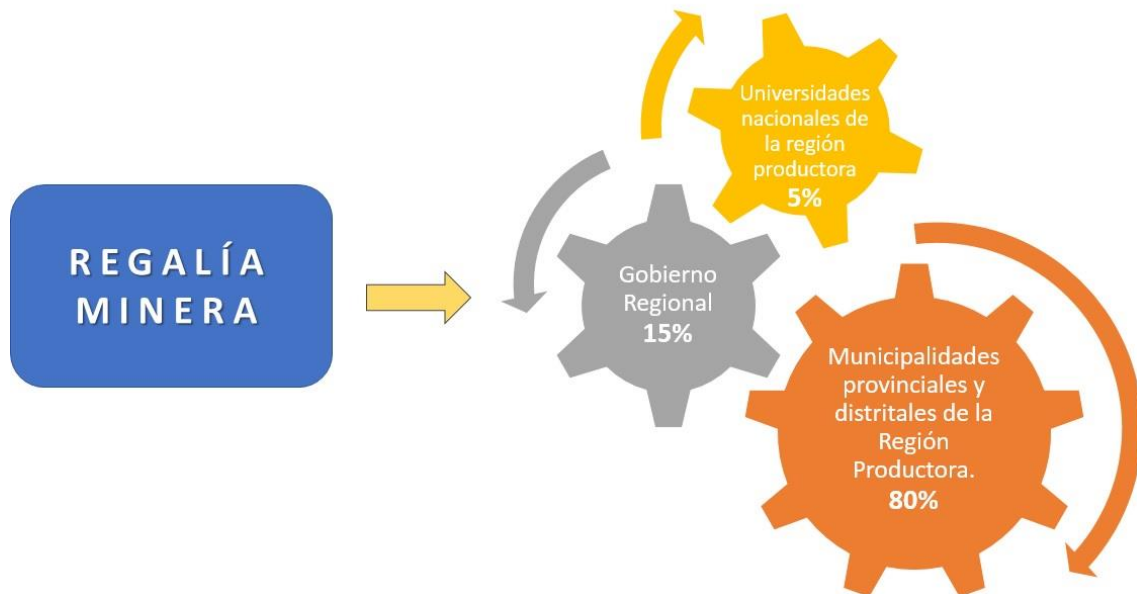 REGALÍA
MINERA
Universidades
nacionales de
la región
productora
5%
Gobierno
Regional
15%
Municipalidades
provinciales y
distritales de la
Región
Productora.
80%